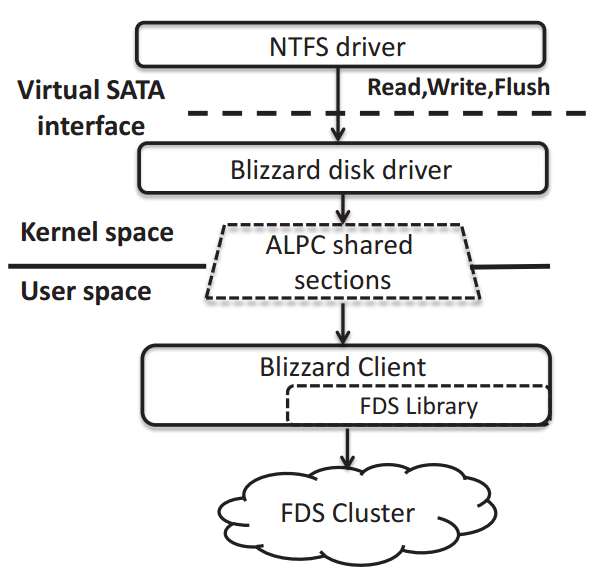 NTFS driver
Virtual SATA
interface
Read,Write,Flush
Blizzard disk driver
Kernel space
User space
ALPC shared
sections
Blizzard Client
FDS Library
FDS Cluster